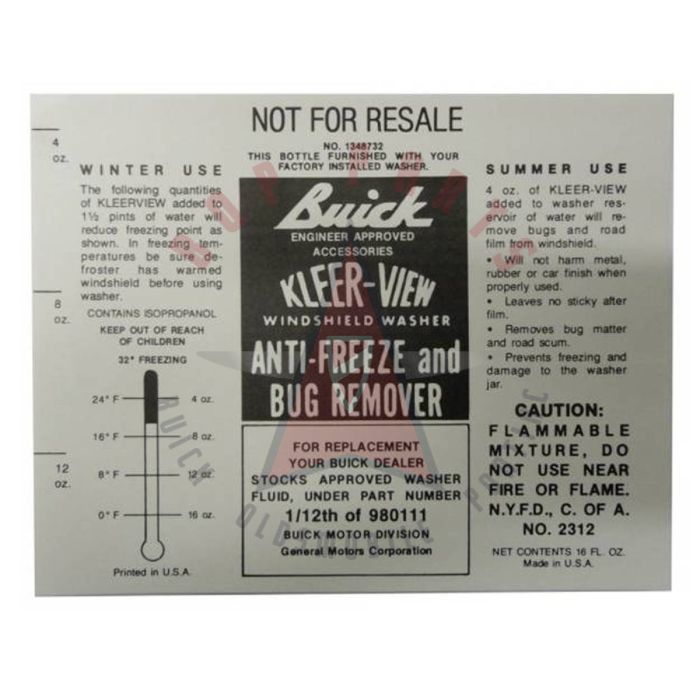 NOT FOR RESALE
NO. 1348732
THIS BOTTLE FURNISHED WITH YOUR
FACTORY INSTALLED WASHER.
4
oz.
8
oz.
12
oz.
WINTER USE
The following quantities
of KLEERVIEW added to
1½ pints of water will
reduce freezing point as
shown. In freezing tem-
peratures be sure de-
froster has warmed
windshield before using
washer.
CONTAINS ISOPROPANOL
KEEP OUT OF REACH
OF CHILDREN
32° FREEZING
24° F 4 oz.
16° F 8 oz.
8° F 12 oz.
0° F 16 oz.
Printed in U.S.A.
Buick
ENGINEER APPROVED
ACCESSORIES
KLEER-VIEW
WINDSHIELD WASHER
ANTI-FREEZE and
BUG REMOVER
FOR REPLACEMENT
YOUR BUICK DEALER
STOCKS APPROVED WASHER
FLUID, UNDER PART NUMBER
1/12th of 980111
BUICK MOTOR DIVISION
General Motors Corporation
SUMMER USE
4 oz. of KLEER-VIEW
added to washer res-
ervoir of water will re-
move bugs and road
film from windshield.
• Will not harm metal,
rubber or car finish when
properly used.
• Leaves no sticky after
film.
• Removes bug matter
and road scum.
• Prevents freezing and
damage to the washer
jar.
CAUTION:
FLAMMABLE
MIXTURE, DO
NOT USE NEAR
FIRE OR FLAME.
N.Y.F.D., C. OF A.
NO. 2312
NET CONTENTS 16 FL. OZ.
Made in U.S.A.
BOP PARTS
BUICK OLDSMOBILE PONTIAC